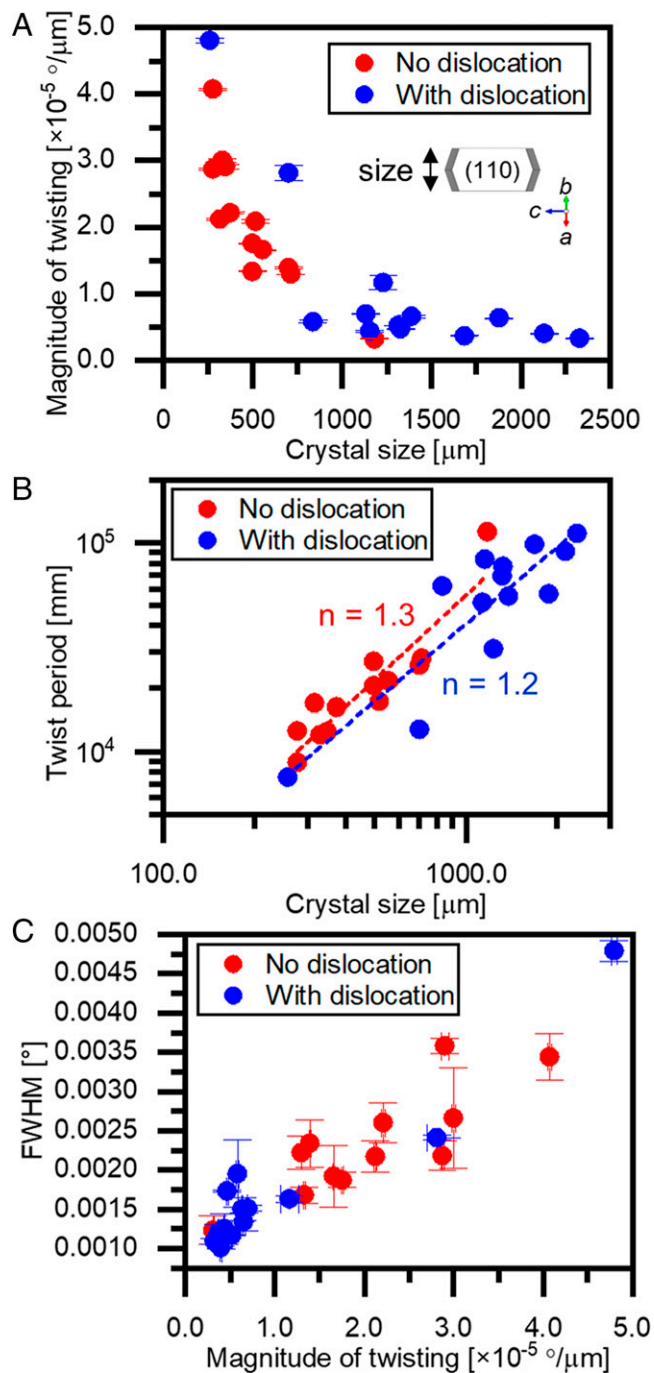 A
5.0
4.0
3.0
2.0
1.0
0.0
Magnitude of twisting [×10⁻⁵ °/μm]
No dislocation
With dislocation
size
(110)
b
c
a
0 500 1000 1500 2000 2500
Crystal size [μm]
B
No dislocation
With dislocation
10⁵
10⁴
Twist period [mm]
n = 1.3
n = 1.2
100.0 1000.0
Crystal size [μm]
C
0.0050
0.0045
0.0040
0.0035
0.0030
0.0025
0.0020
0.0015
0.0010
FWHM [°]
No dislocation
With dislocation
0.0 1.0 2.0 3.0 4.0 5.0
Magnitude of twisting [×10⁻⁵ °/μm]